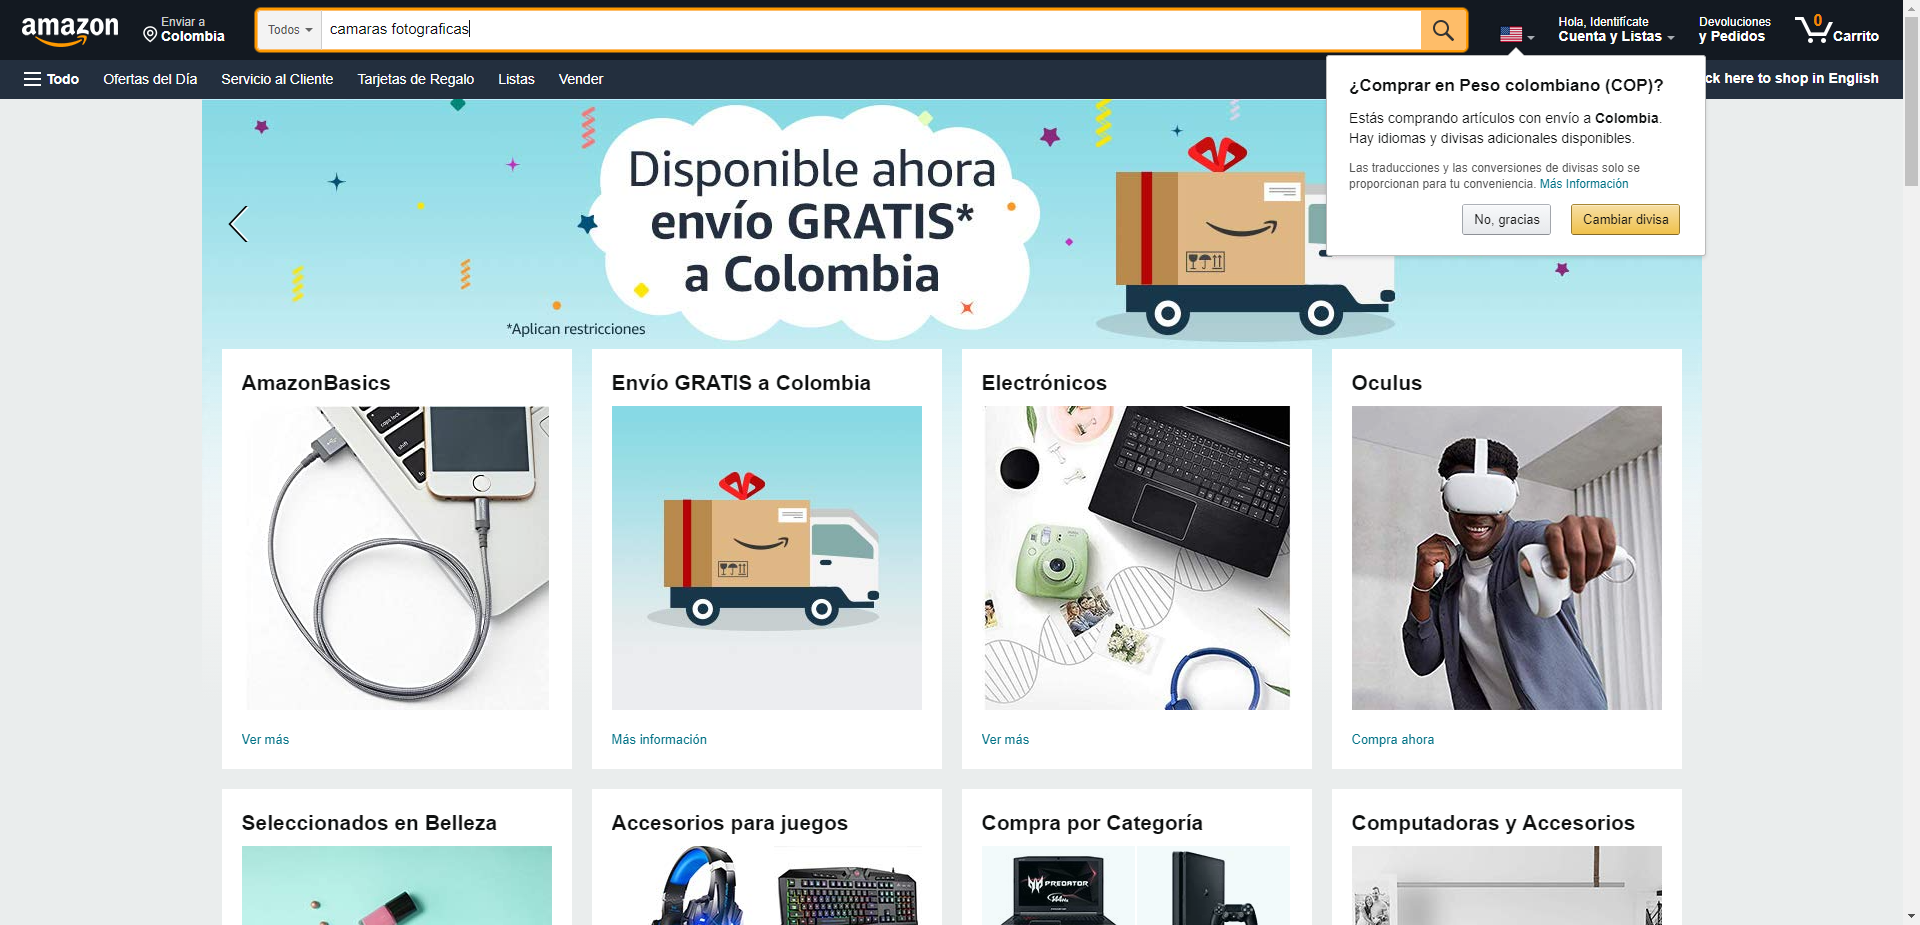 amazon
Enviar a
Colombia
Todos
camaras fotograficas
Hola, Identifícate
Cuenta y Listas
Devoluciones
y Pedidos
0
Carrito
Todo
Ofertas del Día
Servicio al Cliente
Tarjetas de Regalo
Listas
Vender
ck here to shop in English
¿Comprar en Peso colombiano (COP)?
Estás comprando artículos con envío a Colombia.
Hay idiomas y divisas adicionales disponibles.
Las traducciones y las conversiones de divisas solo se
proporcionan para tu conveniencia. Más Información
No, gracias
Cambiar divisa
Disponible ahora
envío GRATIS*
a Colombia
*Aplican restricciones
AmazonBasics
Envío GRATIS a Colombia
Electrónicos
Oculus
caps lock
shift
fn
Ver más
Más información
Ver más
Compra ahora
Seleccionados en Belleza
Accesorios para juegos
Compra por Categoría
Computadoras y Accesorios
PREDATOR